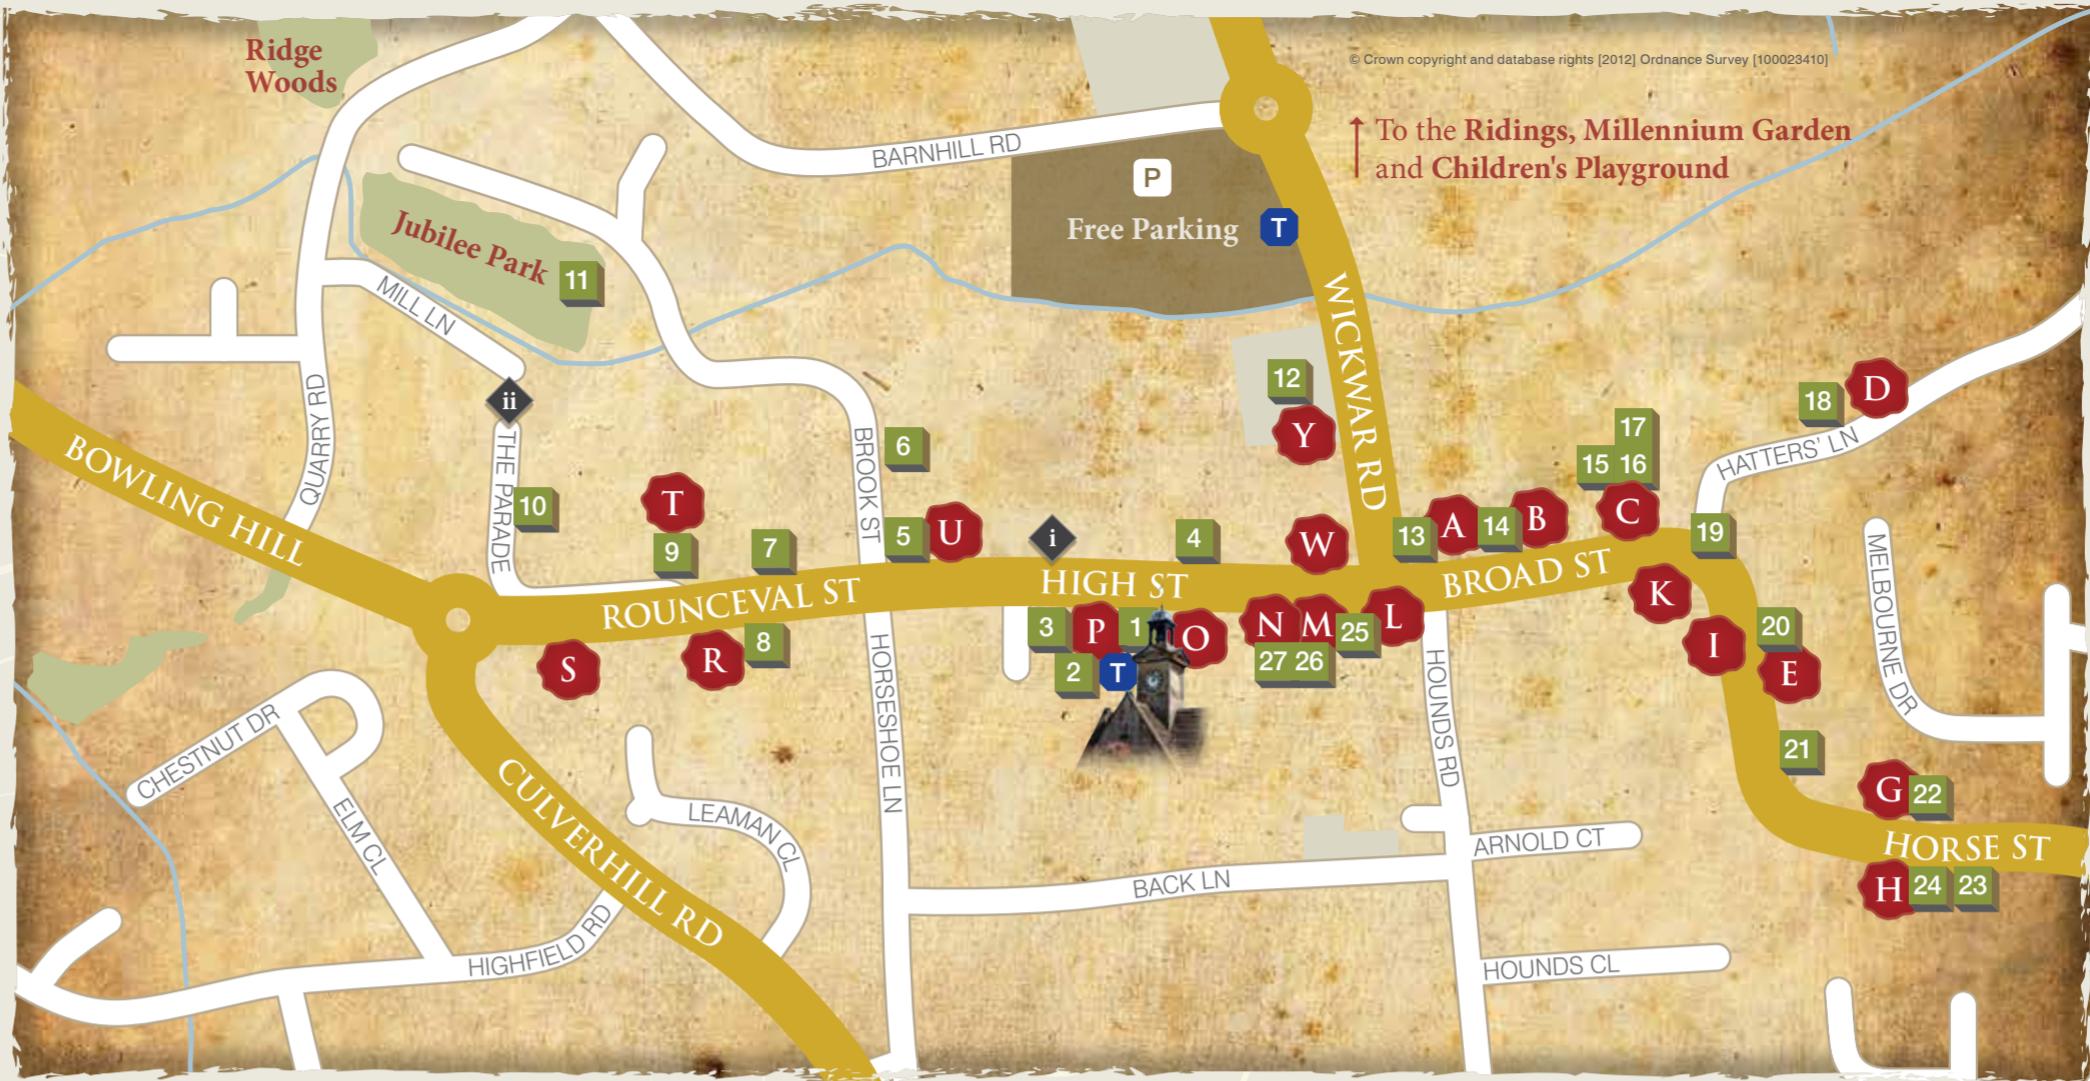 Ridge
Woods
© Crown copyright and database rights [2012] Ordnance Survey [100023410]
To the Ridings, Millennium Garden
and Children's Playground
BARNHILL RD
P
Free Parking
T
Jubilee Park
11
MILL LN
WICKWAR RD
QUARRY RD
ii
THE PARADE
10
BOWLING HILL
12
Y
18
D
HATTERS' LN
17
15
16
C
BROOK ST
6
T
9
7
5
U
i
4
W
13
A
14
B
19
MELBOURNE DR
ROUNCEVAL ST
HIGH ST
BROAD ST
K
S
R
8
3
P
1
O
N
M
25
L
2
T
27
26
I
20
E
HORSESHOE LN
HOUNDS RD
21
CHESTNUT DR
ELM CL
CULVERHILL RD
LEAMAN CL
G
22
ARNOLD CT
HORSE ST
BACK LN
H
24
23
HIGHFIELD RD
HOUNDS CL